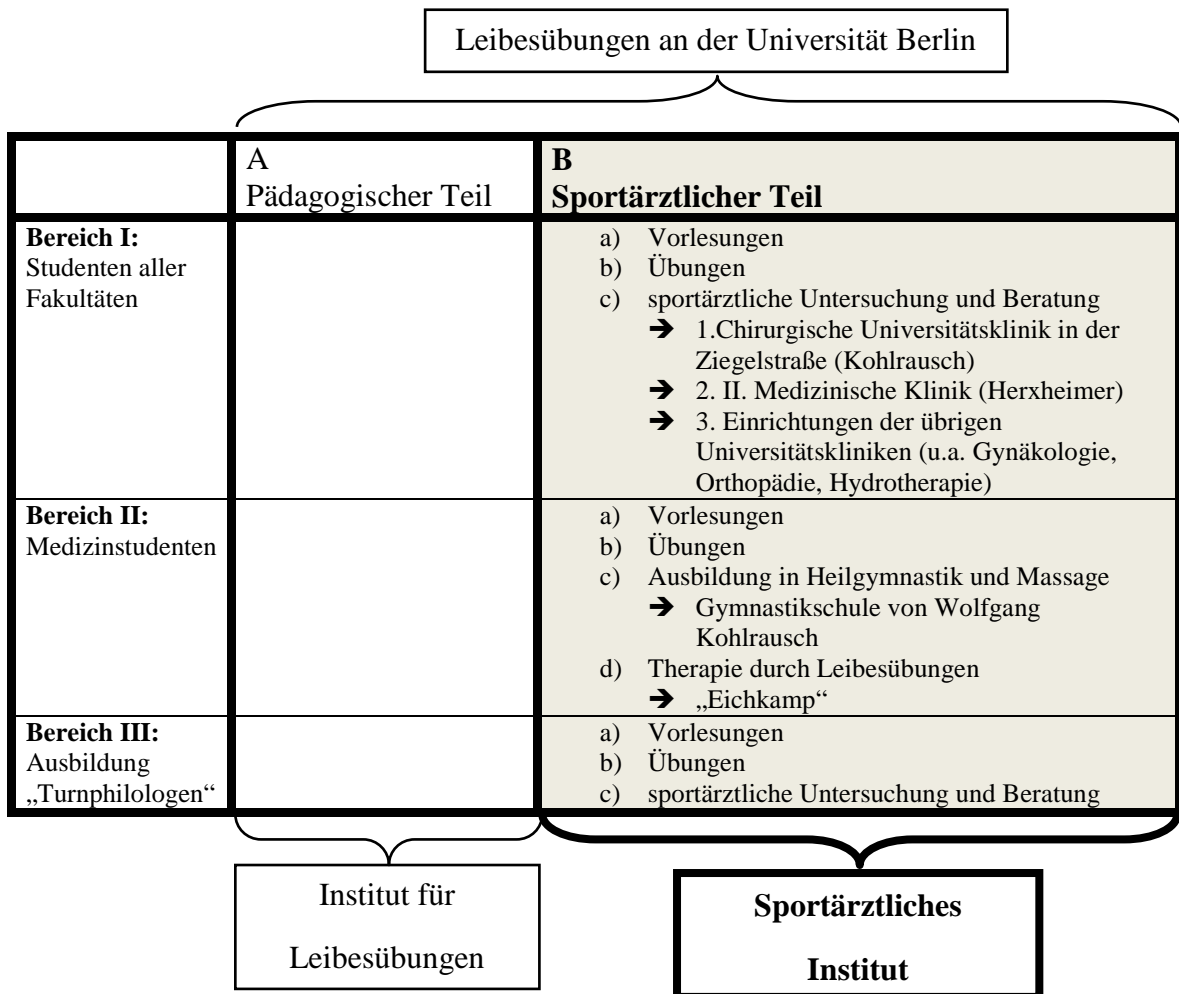 Leibesübungen an der Universität Berlin
A
Pädagogischer Teil
B
Sportärztlicher Teil
Bereich I:
Studenten aller
Fakultäten
a) Vorlesungen
b) Übungen
c) sportärztliche Untersuchung und Beratung
➔ 1.Chirurgische Universitätsklinik in der
Ziegelstraße (Kohlrausch)
➔ 2. II. Medizinische Klinik (Herxheimer)
➔ 3. Einrichtungen der übrigen
Universitätskliniken (u.a. Gynäkologie,
Orthopädie, Hydrotherapie)
Bereich II:
Medizinstudenten
a) Vorlesungen
b) Übungen
c) Ausbildung in Heilgymnastik und Massage
➔ Gymnastikschule von Wolfgang
Kohlrausch
d) Therapie durch Leibesübungen
➔ „Eichkamp“
Bereich III:
Ausbildung
„Turnphilologen“
a) Vorlesungen
b) Übungen
c) sportärztliche Untersuchung und Beratung
Institut für
Leibesübungen
Sportärztliches
Institut